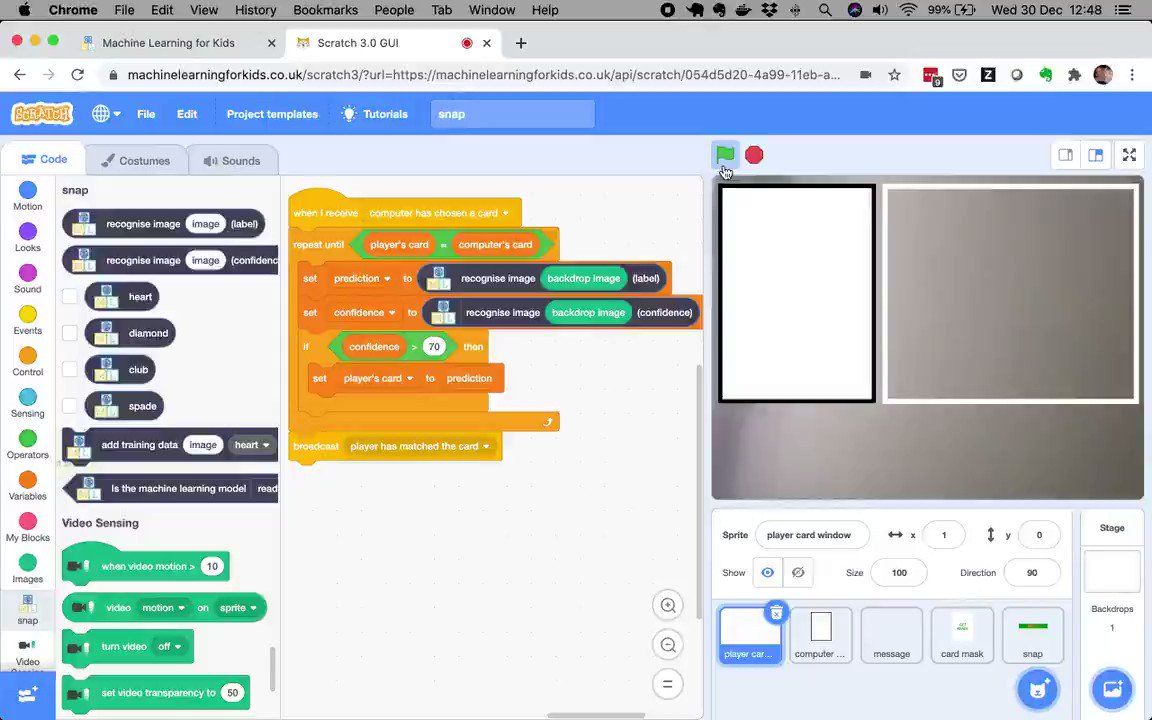 Chrome File Edit View History Bookmarks People Tab Window Help 99% Wed 30 Dec 12:48
Machine Learning for Kids Scratch 3.0 GUI
machinelearningforkids.co.uk/scratch3/?url=https://machinelearningforkids.co.uk/api/scratch/054d5d20-4a99-11eb-a... 9
SCRATCH File Edit Project templates Tutorials snap
Code Costumes Sounds
Motion
Looks
Sound
Events
Control
Sensing
Operators
Variables
My Blocks
Images
snap
Video
snap
recognise image image (label)
recognise image image (confidenc
heart
diamond
club
spade
add training data image heart
Is the machine learning model read
Video Sensing
when video motion > 10
video motion on sprite
turn video off
set video transparency to 50
when I receive computer has chosen a card
repeat until player's card = computer's card
set prediction to recognise image backdrop image (label)
set confidence to recognise image backdrop image (confidence)
if confidence > 70 then
set player's card to prediction
broadcast player has matched the card
Sprite player card window x 1 y 0
Show Size 100 Direction 90
player car... computer ... message card mask snap
Stage
Backdrops
1